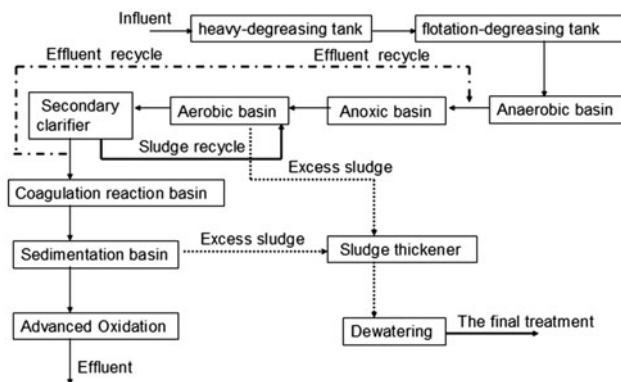 Influent
heavy-degreasing tank
flotation-degreasing tank
Effluent recycle
Effluent recycle
Secondary
clarifier
Aerobic basin
Anoxic basin
Anaerobic basin
Sludge recycle
Excess sludge
Coagulation reaction basin
Sedimentation basin
Excess sludge
Sludge thickener
Advanced Oxidation
Dewatering
The final treatment
Effluent